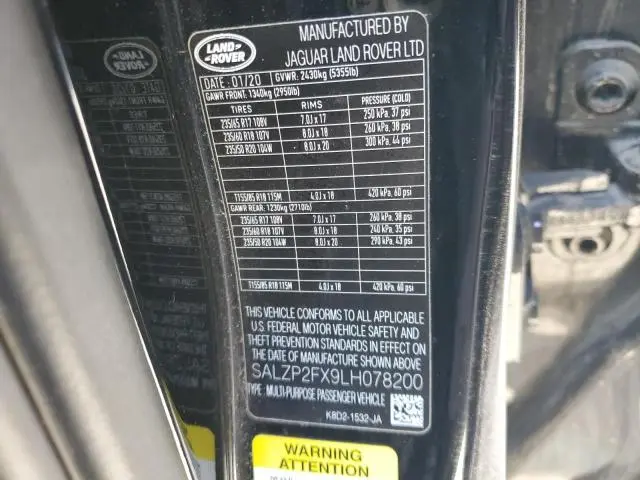 LAND-
ROVER
MANUFACTURED BY
JAGUAR LAND ROVER LTD
DATE : 01/20 GVWR: 2430kg (5355lb)
GAWR FRONT: 1340kg (2950lb)
TIRES RIMS PRESSURE (COLD)
235/65 R17 108V 7.0J x 17 250 kPa, 37 psi
235/60 R18 107V 8.0J x 18 260 kPa, 38 psi
235/50 R20 104W 8.0J x 20 300 kPa, 44 psi
T155/85 R18 115M 4.0J x 18 420 kPa, 60 psi
GAWR REAR: 1230kg (2710lb)
235/65 R17 108V 7.0J x 17 260 kPa, 38 psi
235/60 R18 107V 8.0J x 18 240 kPa, 35 psi
235/50 R20 104W 8.0J x 20 290 kPa, 43 psi
T155/85 R18 115M 4.0J x 18 420 kPa, 60 psi
THIS VEHICLE CONFORMS TO ALL APPLICABLE
U.S. FEDERAL MOTOR VEHICLE SAFETY AND
THEFT PREVENTION STANDARDS IN EFFECT ON
THE DATE OF MANUFACTURE SHOWN ABOVE
SALZP2FX9LH078200
TYPE: MULTI-PURPOSE PASSENGER VEHICLE
K8D2-1532-JA
WARNING
ATTENTION